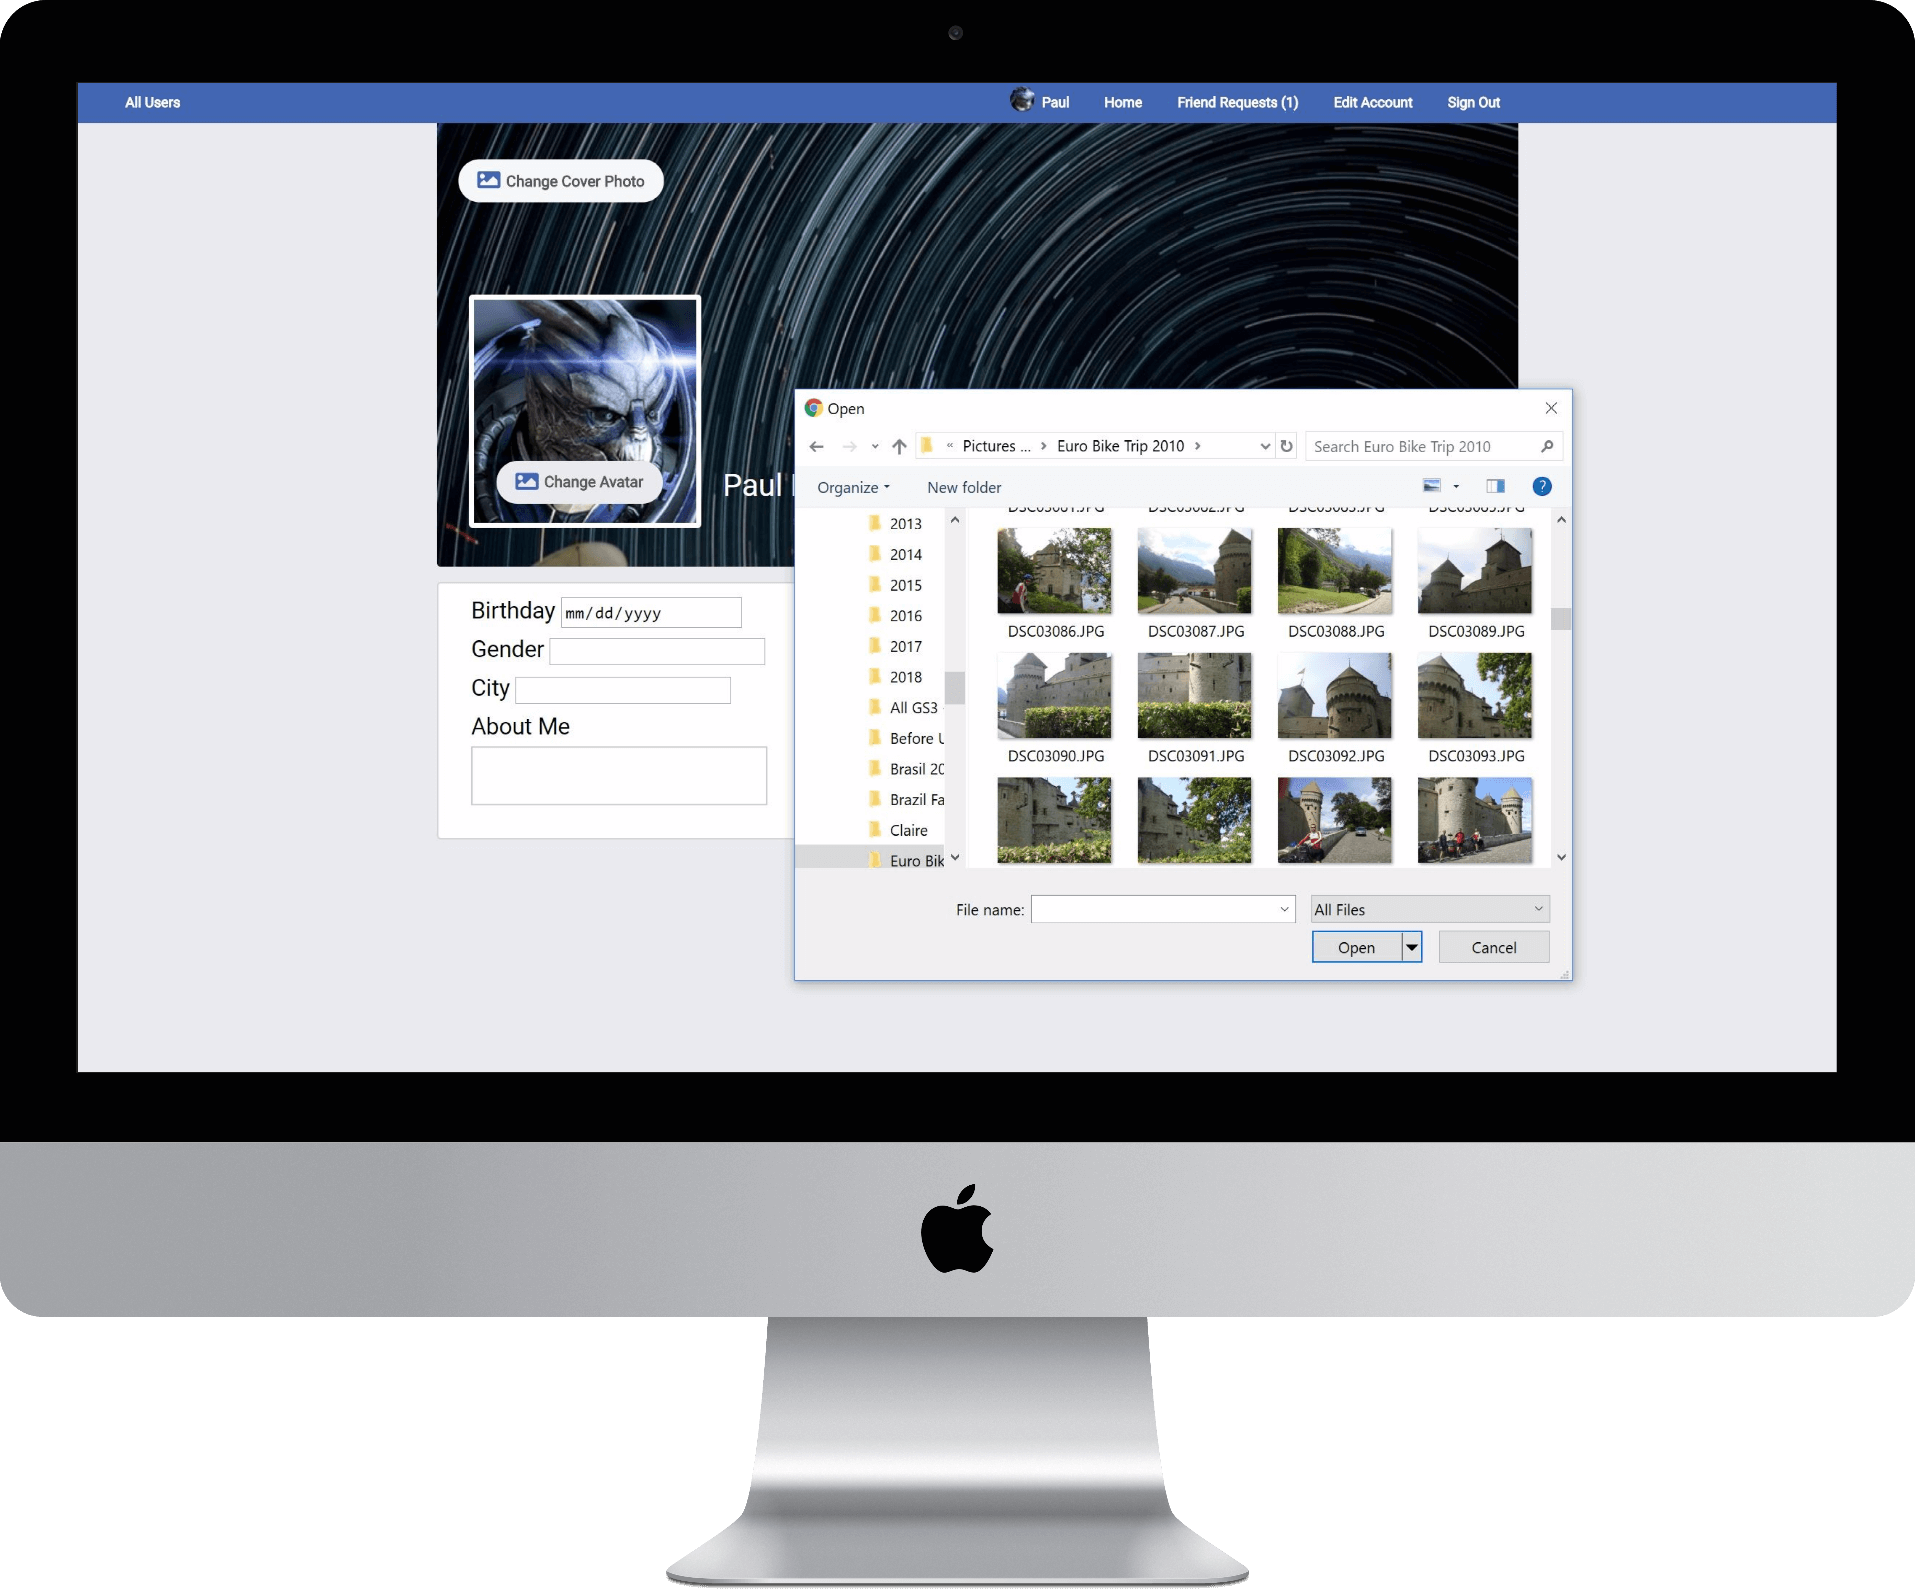 All Users
Paul
Home
Friend Requests (1)
Edit Account
Sign Out
Change Cover Photo
Change Avatar
Paul
Birthday mm/dd/yyyy
Gender
City
About Me
Open
« Pictures ... › Euro Bike Trip 2010 ›
Search Euro Bike Trip 2010
Organize
New folder
?
2013
2014
2015
2016
2017
2018
All GS3
Before
Brasil 20
Brazil Fa
Claire
Euro Bik
DSC03086.JPG
DSC03087.JPG
DSC03088.JPG
DSC03089.JPG
DSC03090.JPG
DSC03091.JPG
DSC03092.JPG
DSC03093.JPG
File name:
All Files
Open
Cancel